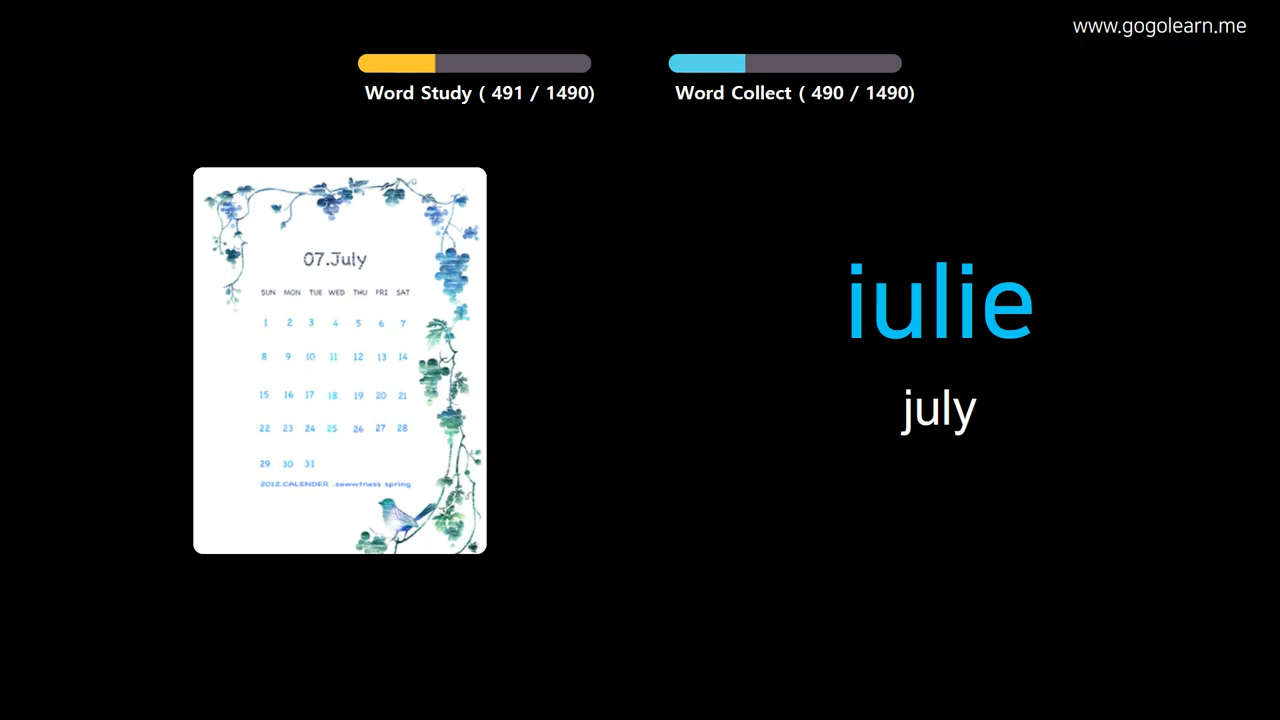 www.gogolearn.me
Word Study ( 491 / 1490)
Word Collect ( 490 / 1490)
07.July
SUN MON TUE WED THU FRI SAT
1 2 3 4 5 6 7
8 9 10 11 12 13 14
15 16 17 18 19 20 21
22 23 24 25 26 27 28
29 30 31
2012.CALENDER .sewwtness spring
iulie
july